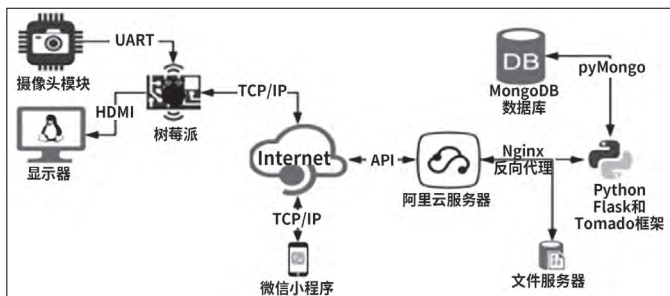 UART
摄像头模块
HDMI
树莓派
显示器
TCP/IP
Internet
TCP/IP
微信小程序
API
阿里云服务器
Nginx
反向代理
DB
MongoDB
数据库
pyMongo
Python
Flask和
Tomado框架
文件服务器